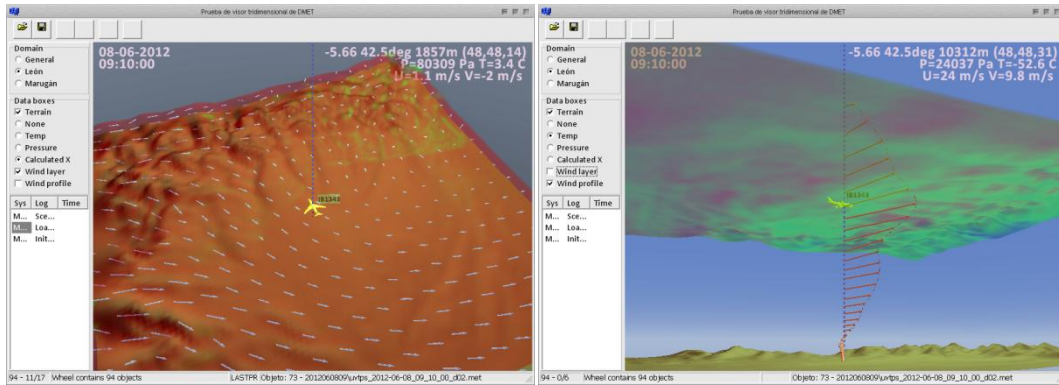 Prueba de visor tridimensional de DMET
Domain
General
León
Marugán
Data boxes
Terrain
None
Temp
Pressure
Calculated X
Wind layer
Wind profile
Sys Log Time
M... Sce...
M... Loa...
M... Init...
08-06-2012
09:10:00
-5.66 42.5deg 1857m (48,48,14)
P=80309 Pa T=3.4 C
U=1.1 m/s V=-2 m/s
IB1343
94 - 11/17 Wheel contains 94 objects LASTPR Objeto: 73 - 2012060809\uvtps_2012-06-08_09_10_00_d02.met
Prueba de visor tridimensional de DMET
Domain
General
León
Marugán
Data boxes
Terrain
None
Temp
Pressure
Calculated X
Wind layer
Wind profile
Sys Log Time
M... Sce...
M... Loa...
M... Init...
08-06-2012
09:10:00
-5.66 42.5deg 10312m (48,48,31)
P=24037 Pa T=-52.6 C
U=24 m/s V=9.8 m/s
IB1343
94 - 0/6 Wheel contains 94 objects Objeto: 73 - 2012060809\uvtps_2012-06-08_09_10_00_d02.met